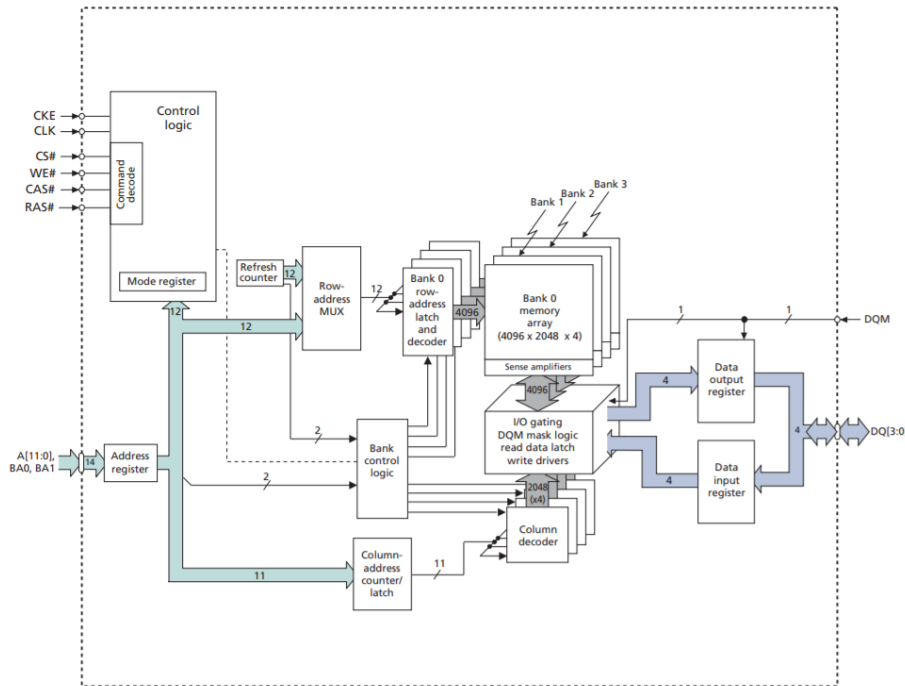 CKE
CLK
CS#
WE#
CAS#
RAS#
Control
logic
Command
decode
Mode register
12
12
Refresh
counter
12
Row-
address
MUX
12
Bank 0
row-
address
latch
and
decoder
4096
Bank 1
Bank 2
Bank 3
Bank 0
memory
array
(4096 x 2048 x 4)
Sense amplifiers
4096
I/O gating
DQM mask logic
read data latch
write drivers
2048
(x4)
Column
decoder
2
Bank
control
logic
2
A[11:0],
BA0, BA1
14
Address
register
11
Column-
address
counter/
latch
11
1
1
DQM
4
Data
output
register
4
DQ[3:0
4
Data
input
register